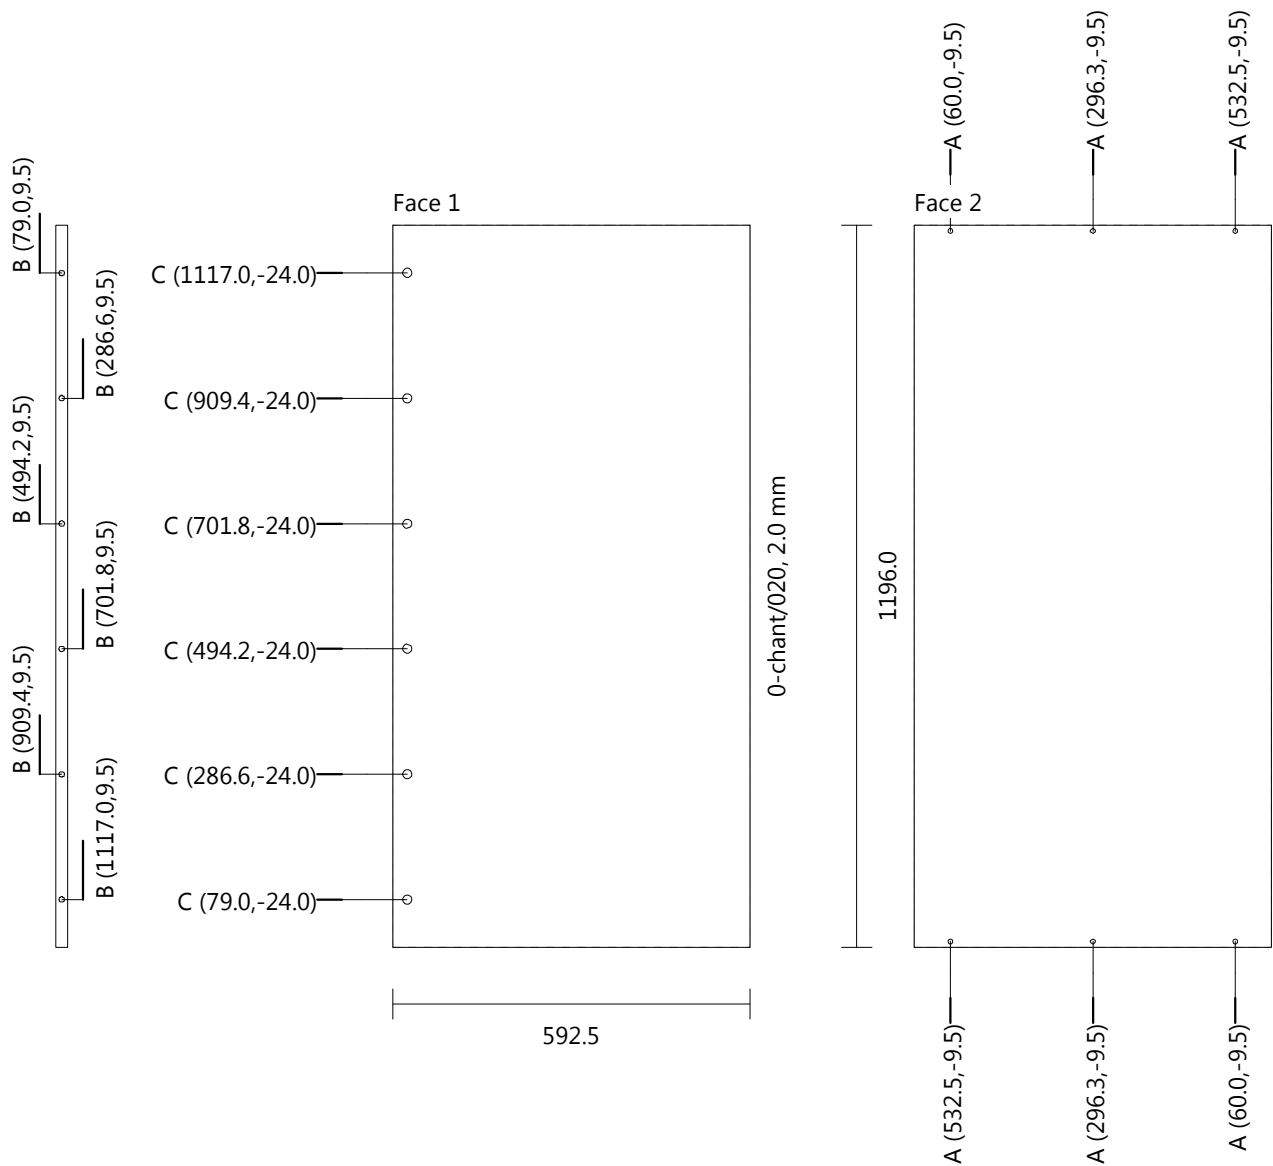 A (60.0,-9.5)
A (296.3,-9.5)
A (532.5,-9.5)
Face 1
Face 2
B (79.0,9.5)
C (1117.0,-24.0)
B (286.6,9.5)
C (909.4,-24.0)
B (494.2,9.5)
C (701.8,-24.0)
B (701.8,9.5)
C (494.2,-24.0)
0-chant/020, 2.0 mm
1196.0
B (909.4,9.5)
C (286.6,-24.0)
B (1117.0,9.5)
C (79.0,-24.0)
592.5
A (532.5,-9.5)
A (296.3,-9.5)
A (60.0,-9.5)